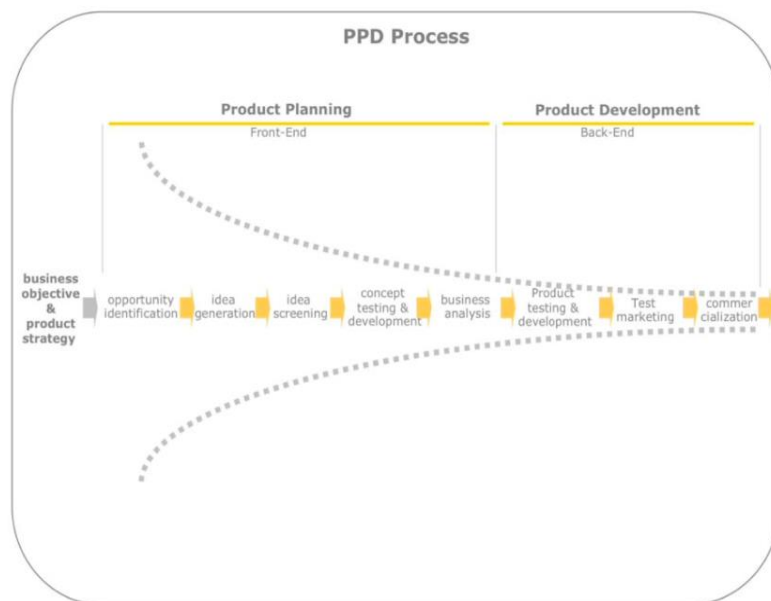 PPD Process
Product Planning
Front-End
Product Development
Back-End
business
objective
&
product
strategy
opportunity
identification
idea
generation
idea
screening
concept
testing &
development
business
analysis
Product
testing &
development
Test
marketing
commer
cialization